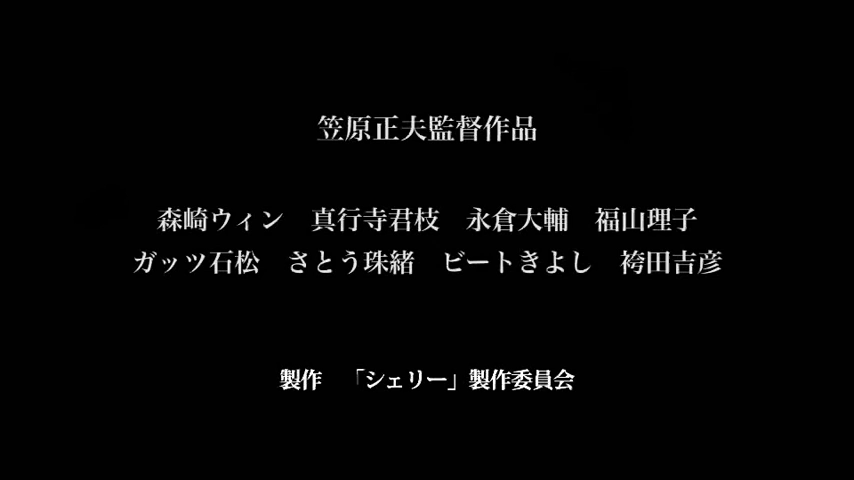 笠原正夫監督作品
森崎ウィン　真行寺君枝　永倉大輔　福山理子
ガッツ石松　さとう珠緒　ビートきよし　袴田吉彦
製作　「シェリー」製作委員会